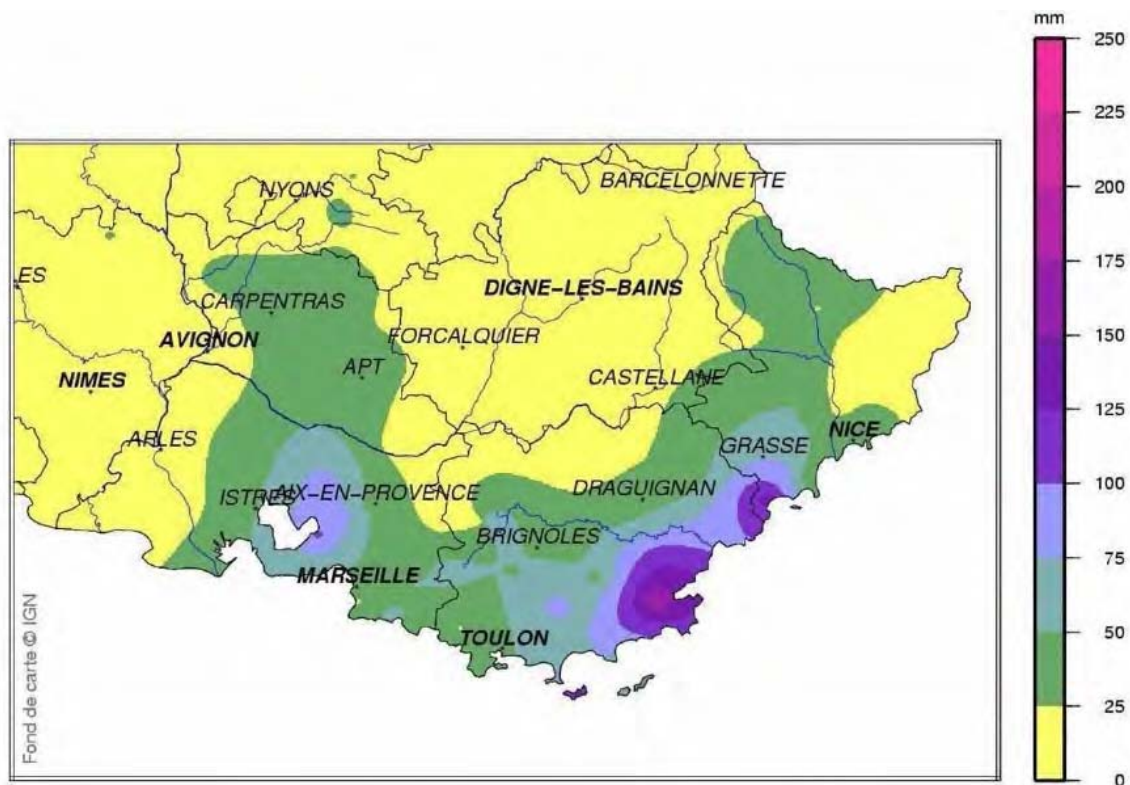 mm
250
225
200
175
150
125
100
75
50
25
0
BARCELONNETTE
NYONS
ES
DIGNE-LES-BAINS
CARPENTRAS
AVIGNON
FORCALQUIER
APT
NIMES
CASTELLANE
ARLES
NICE
GRASSE
ISTRES
AIX-EN-PROVENCE
DRAGUIGNAN
BRIGNOLES
MARSEILLE
TOULON
Fond de carte © IGN